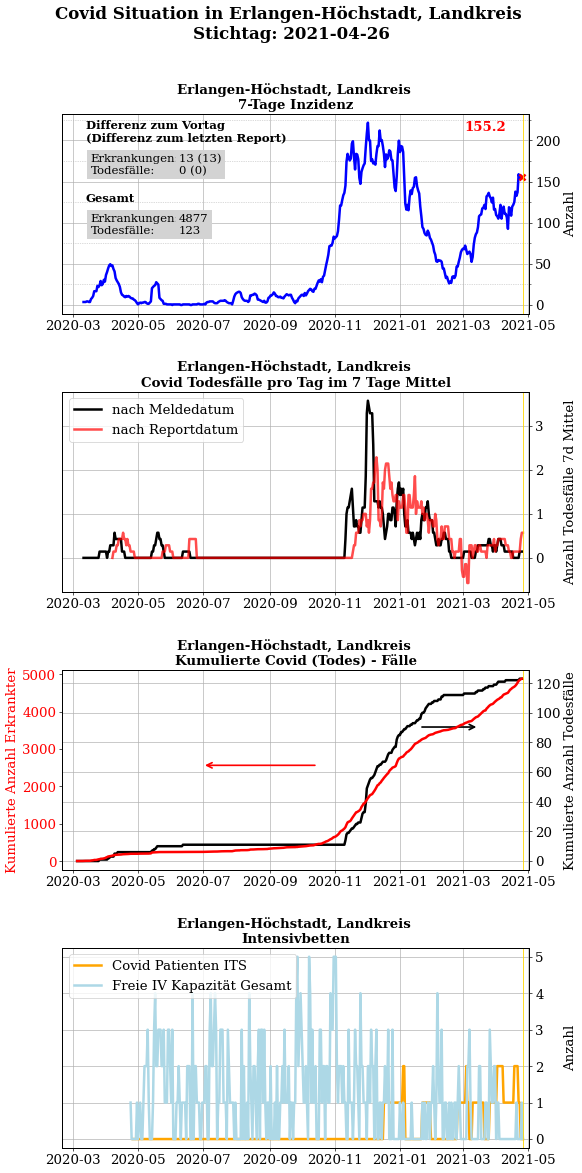 Covid Situation in Erlangen-Höchstadt, Landkreis
Stichtag: 2021-04-26
Erlangen-Höchstadt, Landkreis
7-Tage Inzidenz
Differenz zum Vortag
(Differenz zum letzten Report)
Erkrankungen 13 (13)
Todesfälle: 0 (0)
Gesamt
Erkrankungen 4877
Todesfälle: 123
155.2
200
150
100
50
0
Anzahl
2020-03 2020-05 2020-07 2020-09 2020-11 2021-01 2021-03 2021-05
Erlangen-Höchstadt, Landkreis
Covid Todesfälle pro Tag im 7 Tage Mittel
nach Meldedatum
nach Reportdatum
3
2
1
0
Anzahl Todesfälle 7d Mittel
2020-03 2020-05 2020-07 2020-09 2020-11 2021-01 2021-03 2021-05
Erlangen-Höchstadt, Landkreis
Kumulierte Covid (Todes) - Fälle
Kumulierte Anzahl Erkrankter
5000
4000
3000
2000
1000
0
120
100
80
60
40
20
0
Kumulierte Anzahl Todesfälle
2020-03 2020-05 2020-07 2020-09 2020-11 2021-01 2021-03 2021-05
Erlangen-Höchstadt, Landkreis
Intensivbetten
Covid Patienten ITS
Freie IV Kapazität Gesamt
5
4
3
2
1
0
Anzahl
2020-03 2020-05 2020-07 2020-09 2020-11 2021-01 2021-03 2021-05